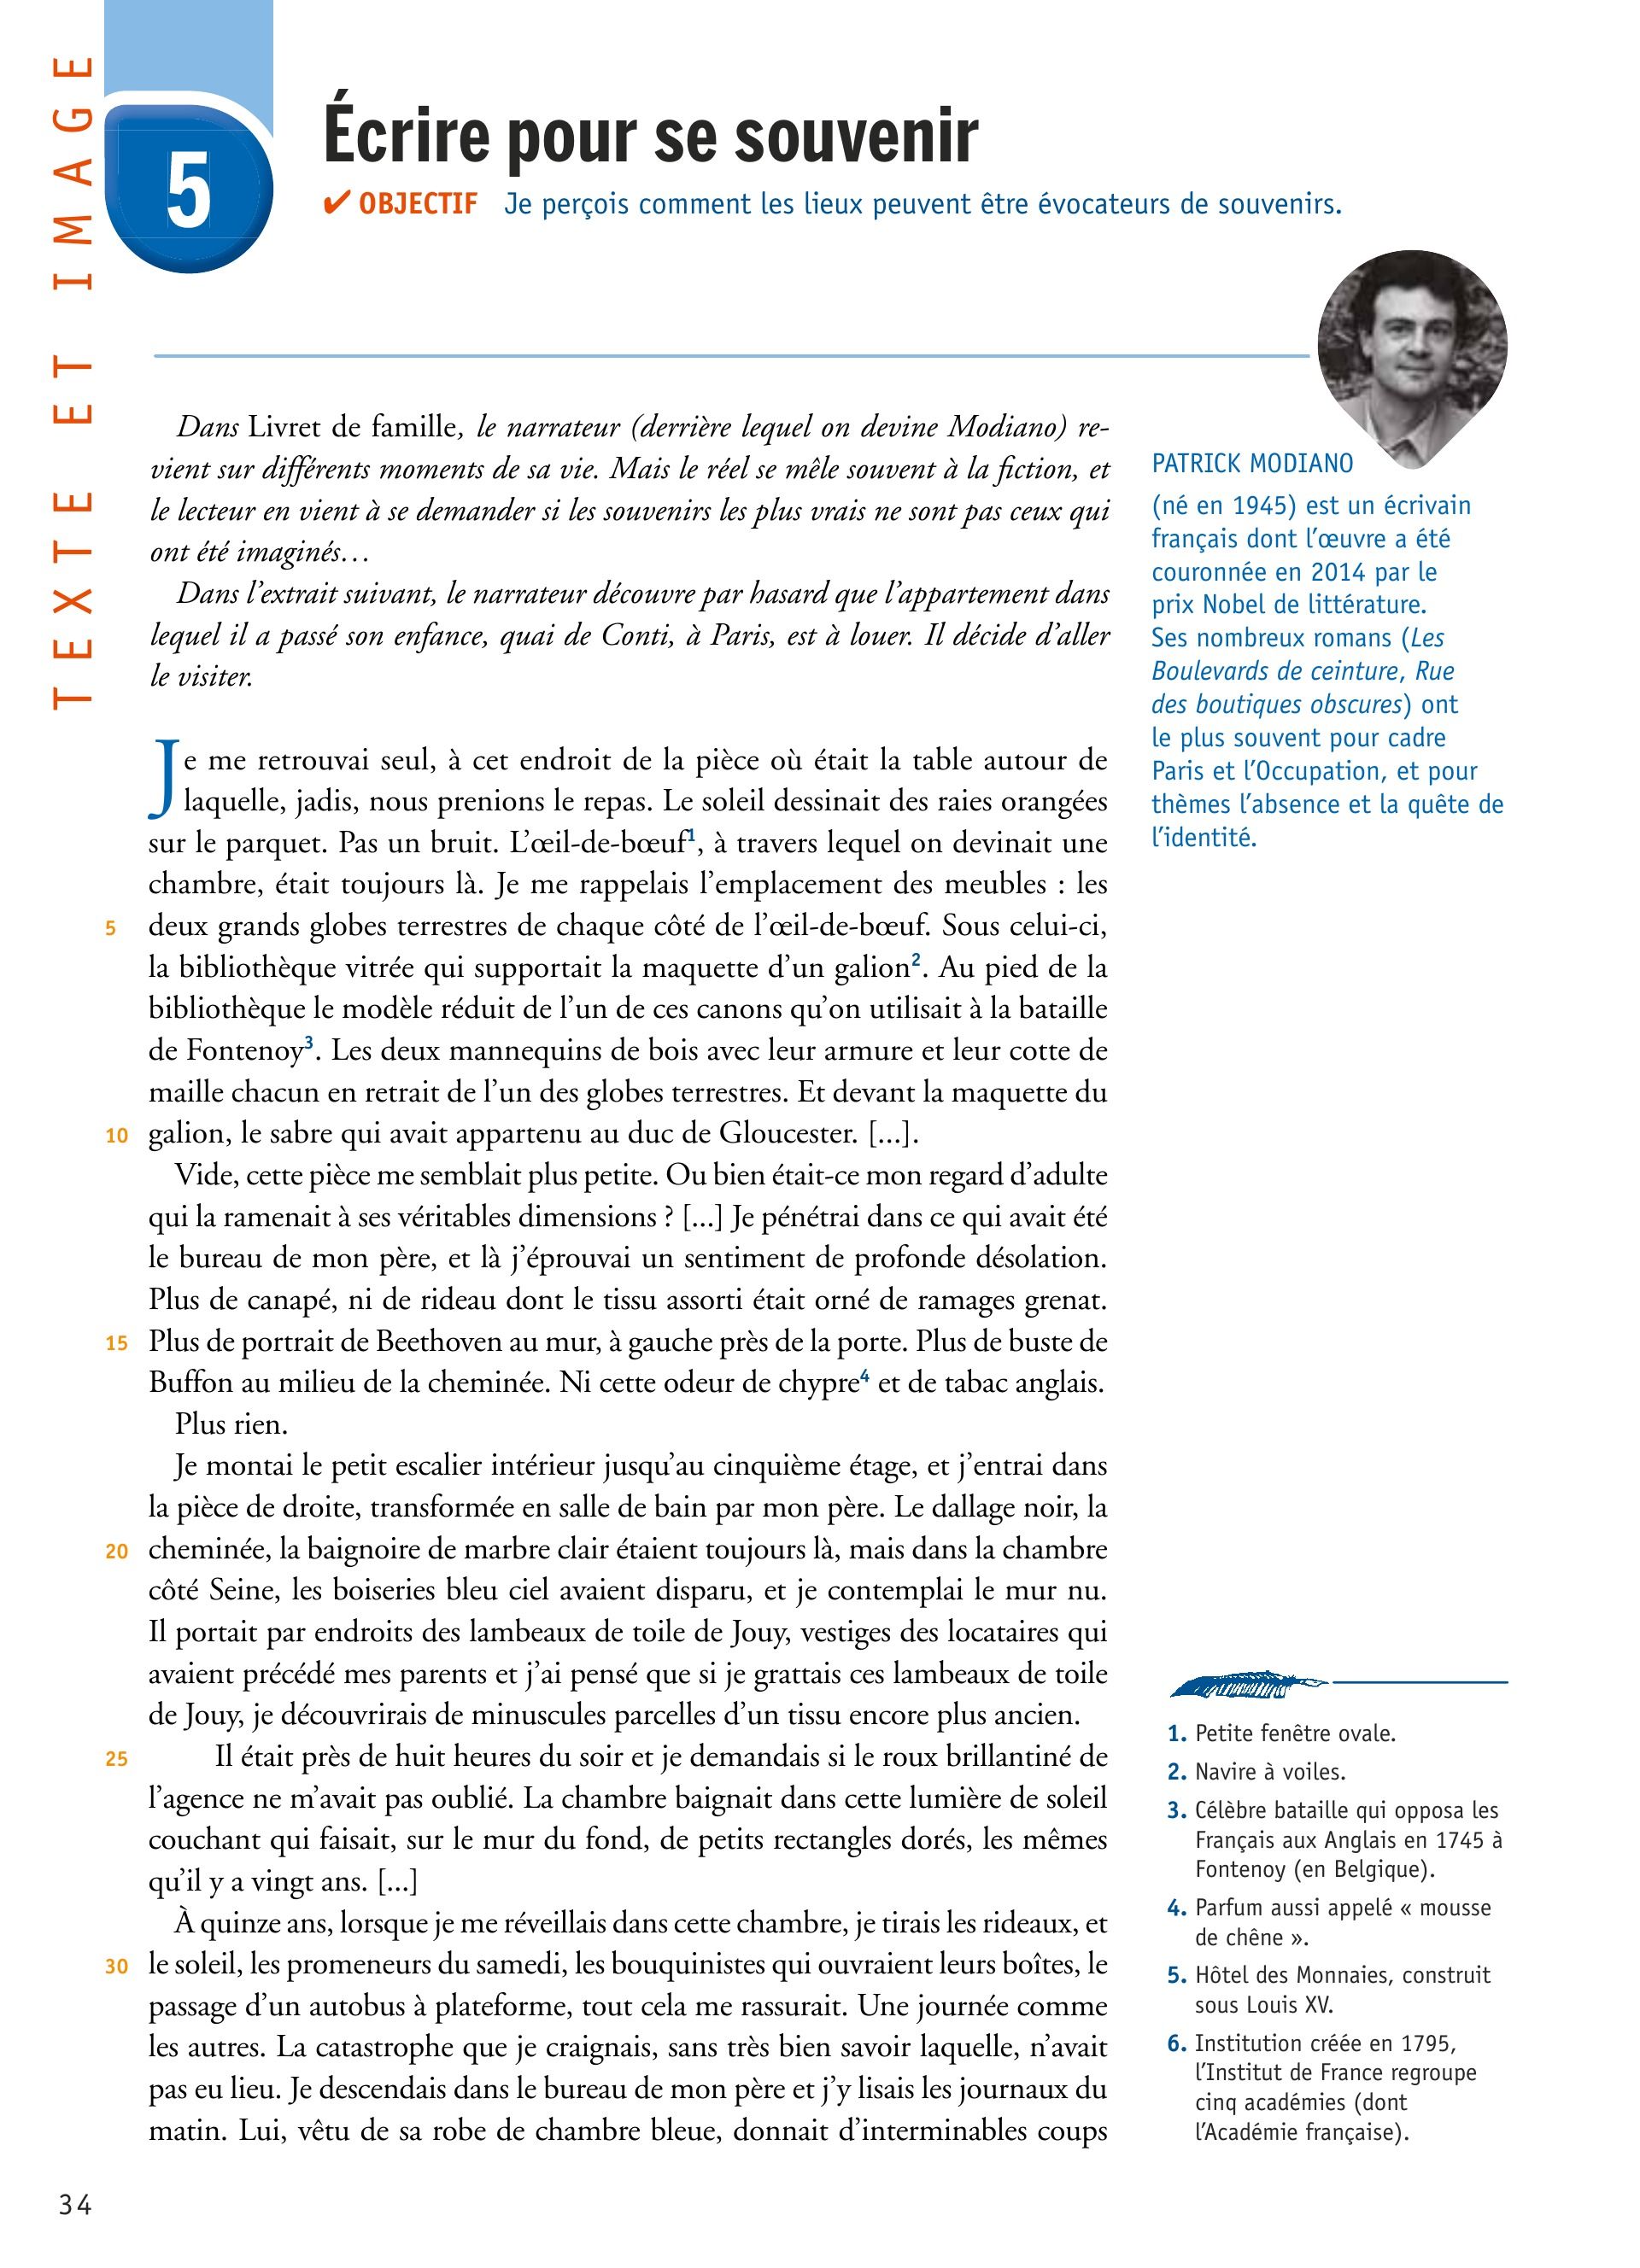 TEXTE ET IMAGE
5
Écrire pour se souvenir
✔ OBJECTIF Je perçois comment les lieux peuvent être évocateurs de souvenirs.
Dans Livret de famille, le narrateur (derrière lequel on devine Modiano) re-
vient sur différents moments de sa vie. Mais le réel se mêle souvent à la fiction, et
le lecteur en vient à se demander si les souvenirs les plus vrais ne sont pas ceux qui
ont été imaginés…
Dans l'extrait suivant, le narrateur découvre par hasard que l'appartement dans
lequel il a passé son enfance, quai de Conti, à Paris, est à louer. Il décide d'aller
le visiter.
PATRICK MODIANO
(né en 1945) est un écrivain
français dont l'œuvre a été
couronnée en 2014 par le
prix Nobel de littérature.
Ses nombreux romans (Les
Boulevards de ceinture, Rue
des boutiques obscures) ont
le plus souvent pour cadre
Paris et l'Occupation, et pour
thèmes l'absence et la quête de
l'identité.
Je me retrouvai seul, à cet endroit de la pièce où était la table autour de
laquelle, jadis, nous prenions le repas. Le soleil dessinait des raies orangées
sur le parquet. Pas un bruit. L'œil-de-bœuf1, à travers lequel on devinait une
chambre, était toujours là. Je me rappelais l'emplacement des meubles : les
5 deux grands globes terrestres de chaque côté de l'œil-de-bœuf. Sous celui-ci,
la bibliothèque vitrée qui supportait la maquette d'un galion2. Au pied de la
bibliothèque le modèle réduit de l'un de ces canons qu'on utilisait à la bataille
de Fontenoy3. Les deux mannequins de bois avec leur armure et leur cotte de
maille chacun en retrait de l'un des globes terrestres. Et devant la maquette du
10 galion, le sabre qui avait appartenu au duc de Gloucester. [...].
Vide, cette pièce me semblait plus petite. Ou bien était-ce mon regard d'adulte
qui la ramenait à ses véritables dimensions ? [...] Je pénétrai dans ce qui avait été
le bureau de mon père, et là j'éprouvai un sentiment de profonde désolation.
Plus de canapé, ni de rideau dont le tissu assorti était orné de ramages grenat.
15 Plus de portrait de Beethoven au mur, à gauche près de la porte. Plus de buste de
Buffon au milieu de la cheminée. Ni cette odeur de chypre4 et de tabac anglais.
Plus rien.
Je montai le petit escalier intérieur jusqu'au cinquième étage, et j'entrai dans
la pièce de droite, transformée en salle de bain par mon père. Le dallage noir, la
20 cheminée, la baignoire de marbre clair étaient toujours là, mais dans la chambre
côté Seine, les boiseries bleu ciel avaient disparu, et je contemplai le mur nu.
Il portait par endroits des lambeaux de toile de Jouy, vestiges des locataires qui
avaient précédé mes parents et j'ai pensé que si je grattais ces lambeaux de toile
de Jouy, je découvrirais de minuscules parcelles d'un tissu encore plus ancien.
25 Il était près de huit heures du soir et je demandais si le roux brillantiné de
l'agence ne m'avait pas oublié. La chambre baignait dans cette lumière de soleil
couchant qui faisait, sur le mur du fond, de petits rectangles dorés, les mêmes
qu'il y a vingt ans. [...]
À quinze ans, lorsque je me réveillais dans cette chambre, je tirais les rideaux, et
30 le soleil, les promeneurs du samedi, les bouquinistes qui ouvraient leurs boîtes, le
passage d'un autobus à plateforme, tout cela me rassurait. Une journée comme
les autres. La catastrophe que je craignais, sans très bien savoir laquelle, n'avait
pas eu lieu. Je descendais dans le bureau de mon père et j'y lisais les journaux du
matin. Lui, vêtu de sa robe de chambre bleue, donnait d'interminables coups
1. Petite fenêtre ovale.
2. Navire à voiles.
3. Célèbre bataille qui opposa les
Français aux Anglais en 1745 à
Fontenoy (en Belgique).
4. Parfum aussi appelé « mousse
de chêne ».
5. Hôtel des Monnaies, construit
sous Louis XV.
6. Institution créée en 1795,
l'Institut de France regroupe
cinq académies (dont
l'Académie française).
34